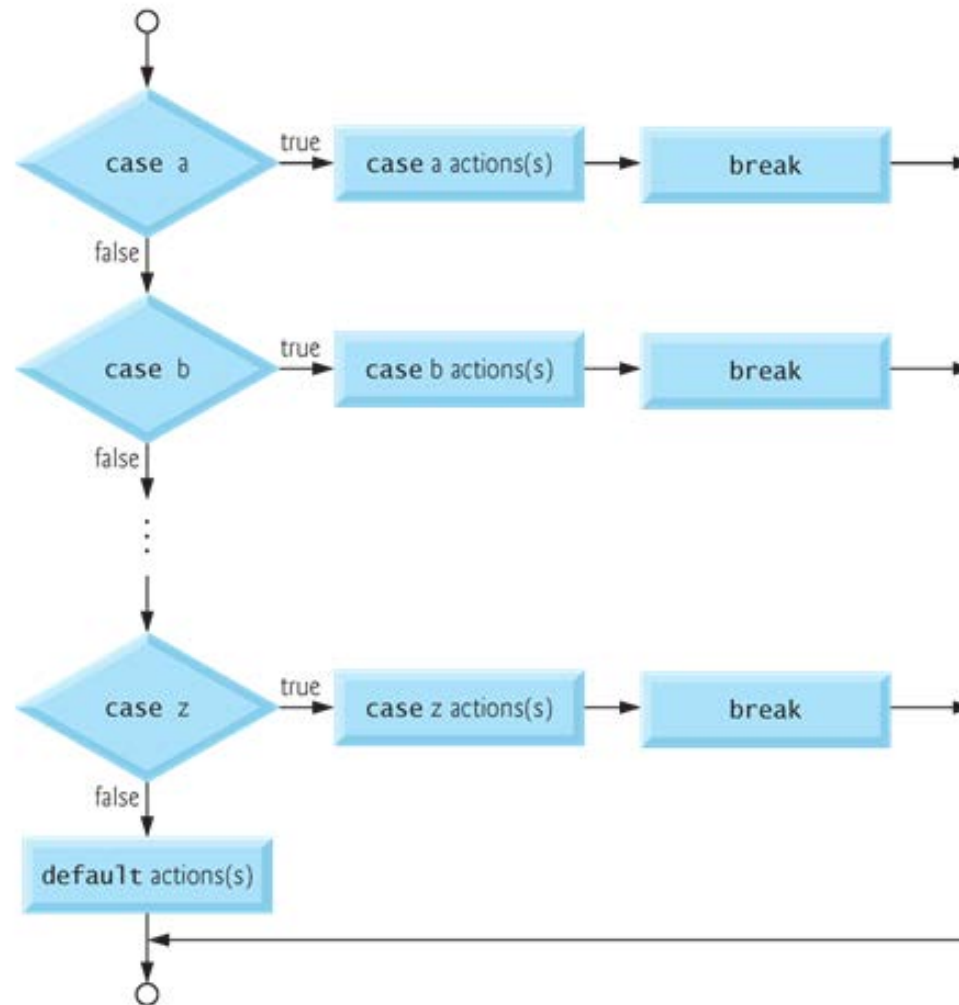 case a
true
case a actions(s)
break
false
case b
true
case b actions(s)
break
false
case z
true
case z actions(s)
break
false
default actions(s)